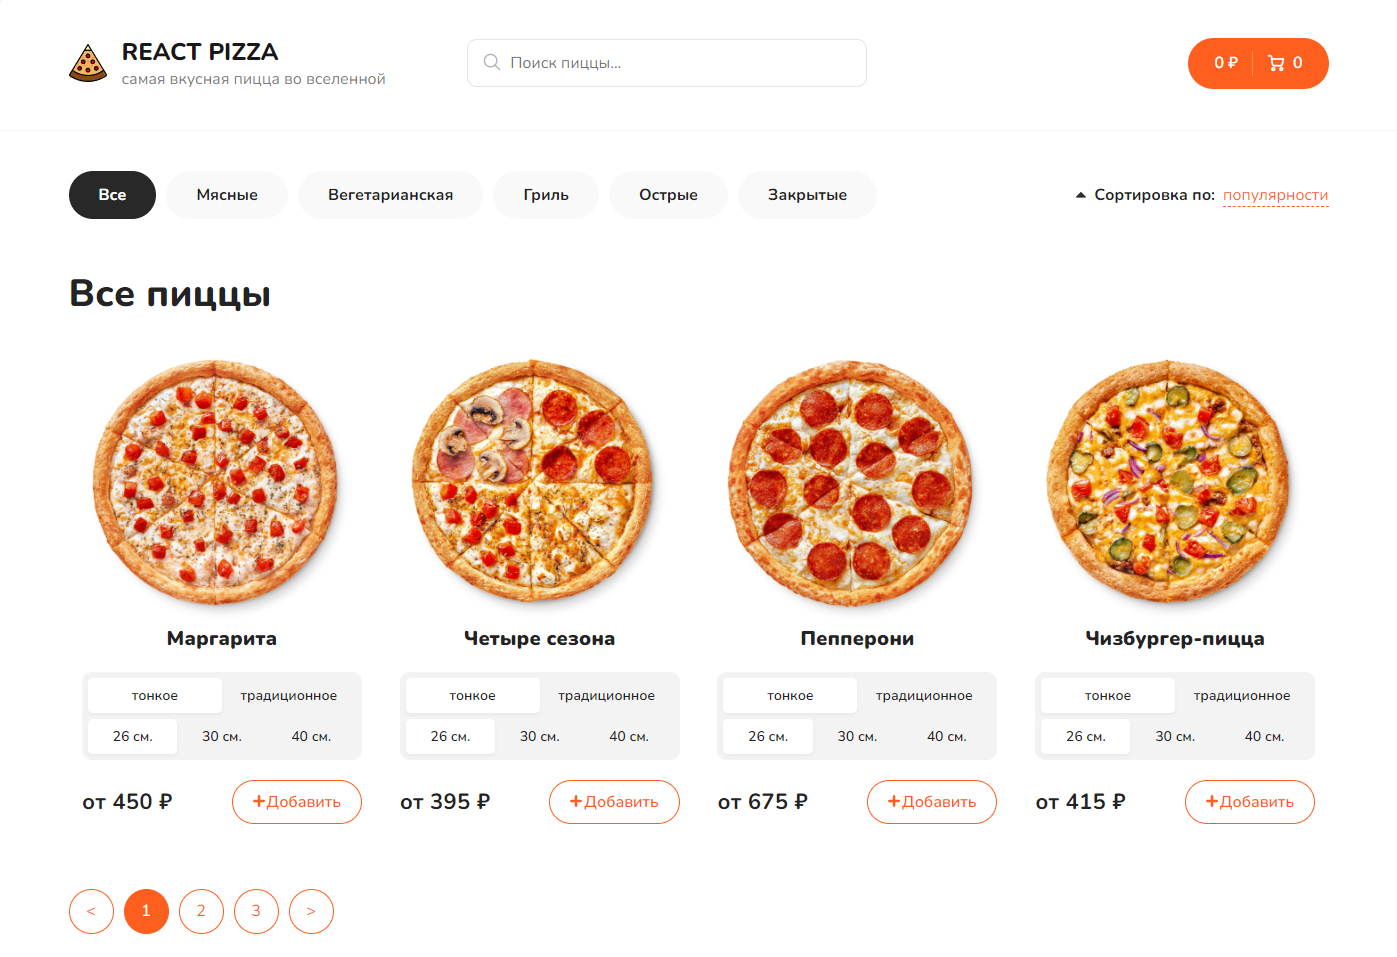 REACT PIZZA
самая вкусная пицца во вселенной
Поиск пиццы...
0 ₽ 0
Все Мясные Вегетарианская Гриль Острые Закрытые Сортировка по: популярности
Все пиццы
Маргарита Четыре сезона Пепперони Чизбургер-пицца
тонкое традиционное тонкое традиционное тонкое традиционное тонкое традиционное
26 см. 30 см. 40 см. 26 см. 30 см. 40 см. 26 см. 30 см. 40 см. 26 см. 30 см. 40 см.
от 450 ₽ +Добавить от 395 ₽ +Добавить от 675 ₽ +Добавить от 415 ₽ +Добавить
< 1 2 3 >